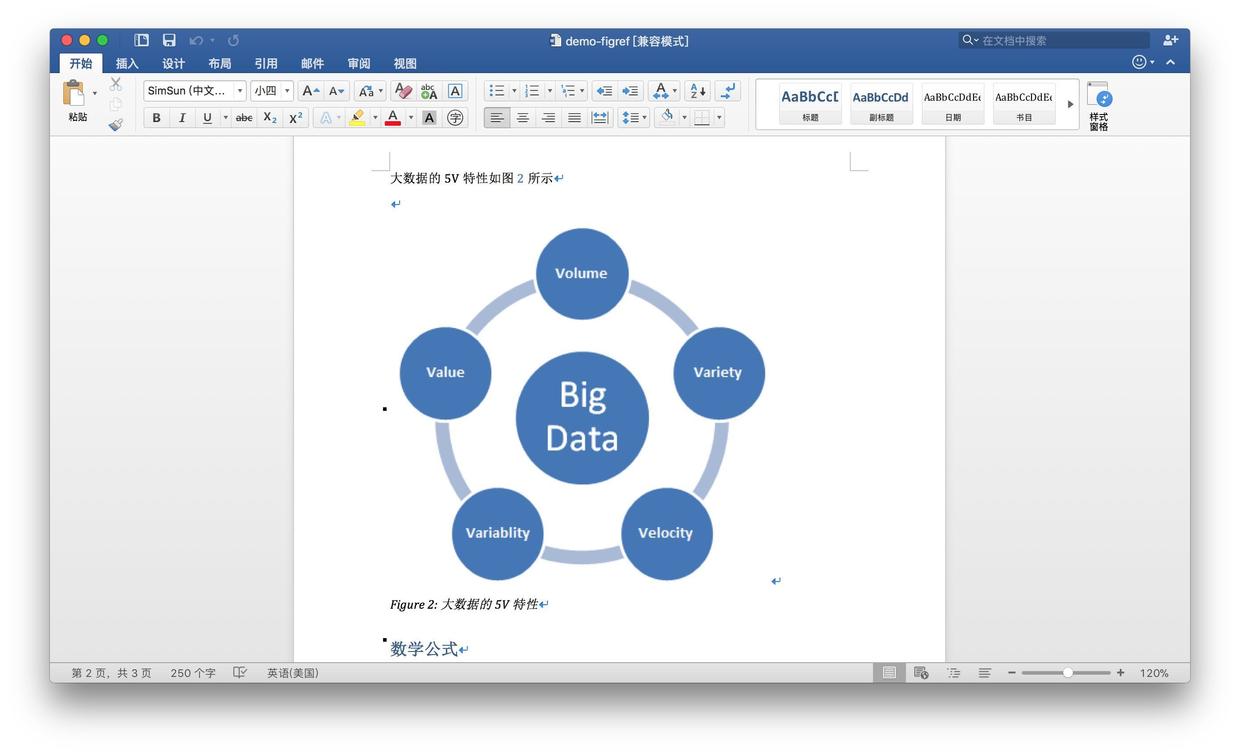 demo-figref [兼容模式]
在文档中搜索
开始 插入 设计 布局 引用 邮件 审阅 视图
粘贴
SimSun (中文... 小四
AaBbCcDd AaBbCcDdEe AaBbCcDdEe
标题 副标题 日期 书目
样式
窗格
大数据的 5V 特性如图 2 所示
Volume
Value
Variety
Big
Data
Variablity
Velocity
Figure 2: 大数据的 5V 特性
数学公式
第 2 页，共 3 页 250 个字 英语(美国) 120%